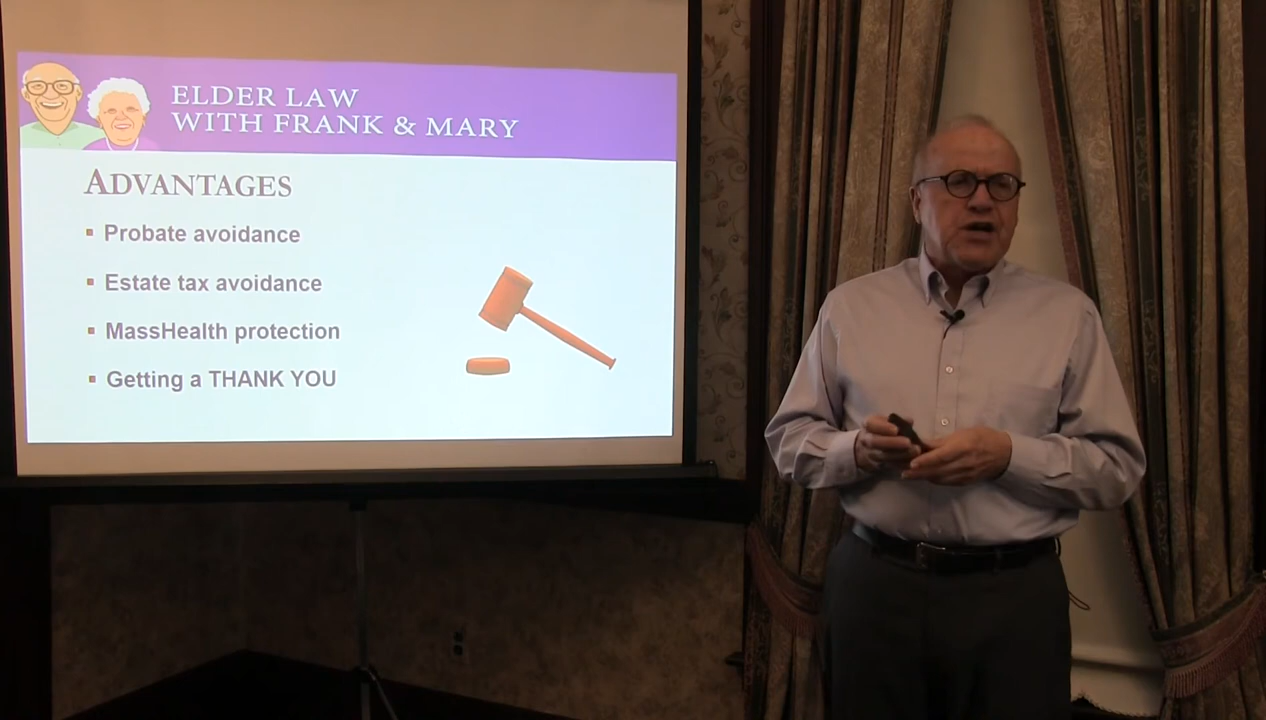 ELDER LAW
WITH FRANK & MARY
ADVANTAGES
▪ Probate avoidance
▪ Estate tax avoidance
▪ MassHealth protection
▪ Getting a THANK YOU